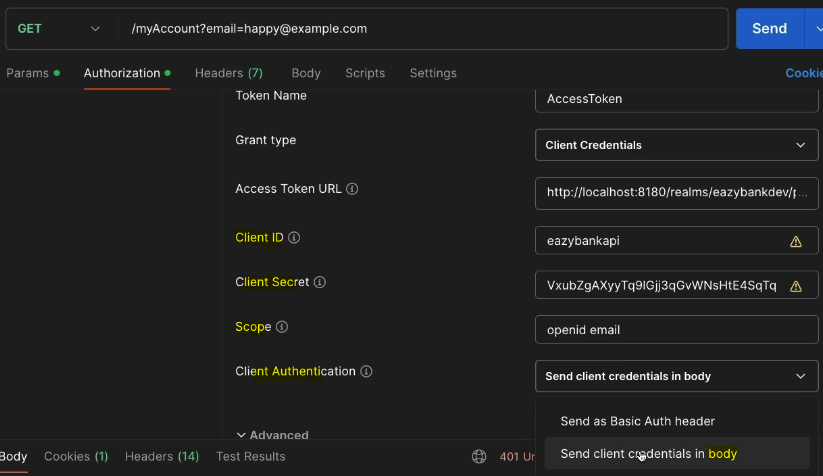 GET /myAccount?email=happy@example.com Send
Params Authorization Headers (7) Body Scripts Settings Cookie
Token Name AccessToken
Grant type Client Credentials
Access Token URL http://localhost:8180/realms/eazybankdev/p...
Client ID eazybankapi
Client Secret VxubZgAXyyTq9lGjj3qGvWNsHtE4SqTq
Scope openid email
Client Authentication Send client credentials in body
Send as Basic Auth header
Advanced
Send client credentials in body
Body Cookies (1) Headers (14) Test Results 401 Un